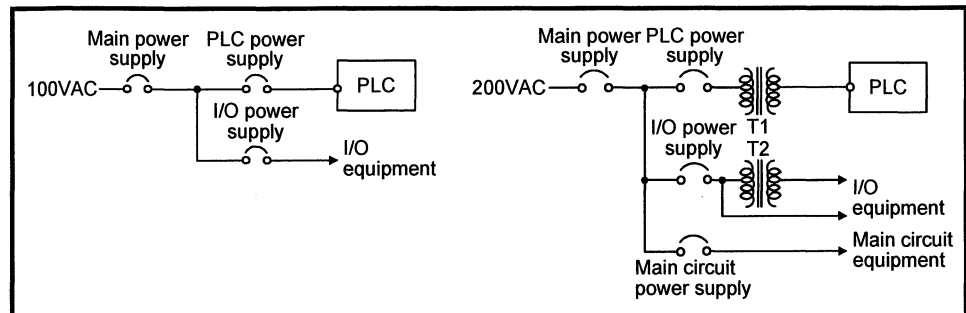 Main power
supply
PLC power
supply
100VAC
PLC
I/O power
supply
I/O
equipment
Main power
supply
PLC power
supply
200VAC
PLC
T1
I/O power
supply
T2
I/O
equipment
Main circuit
equipment
Main circuit
power supply